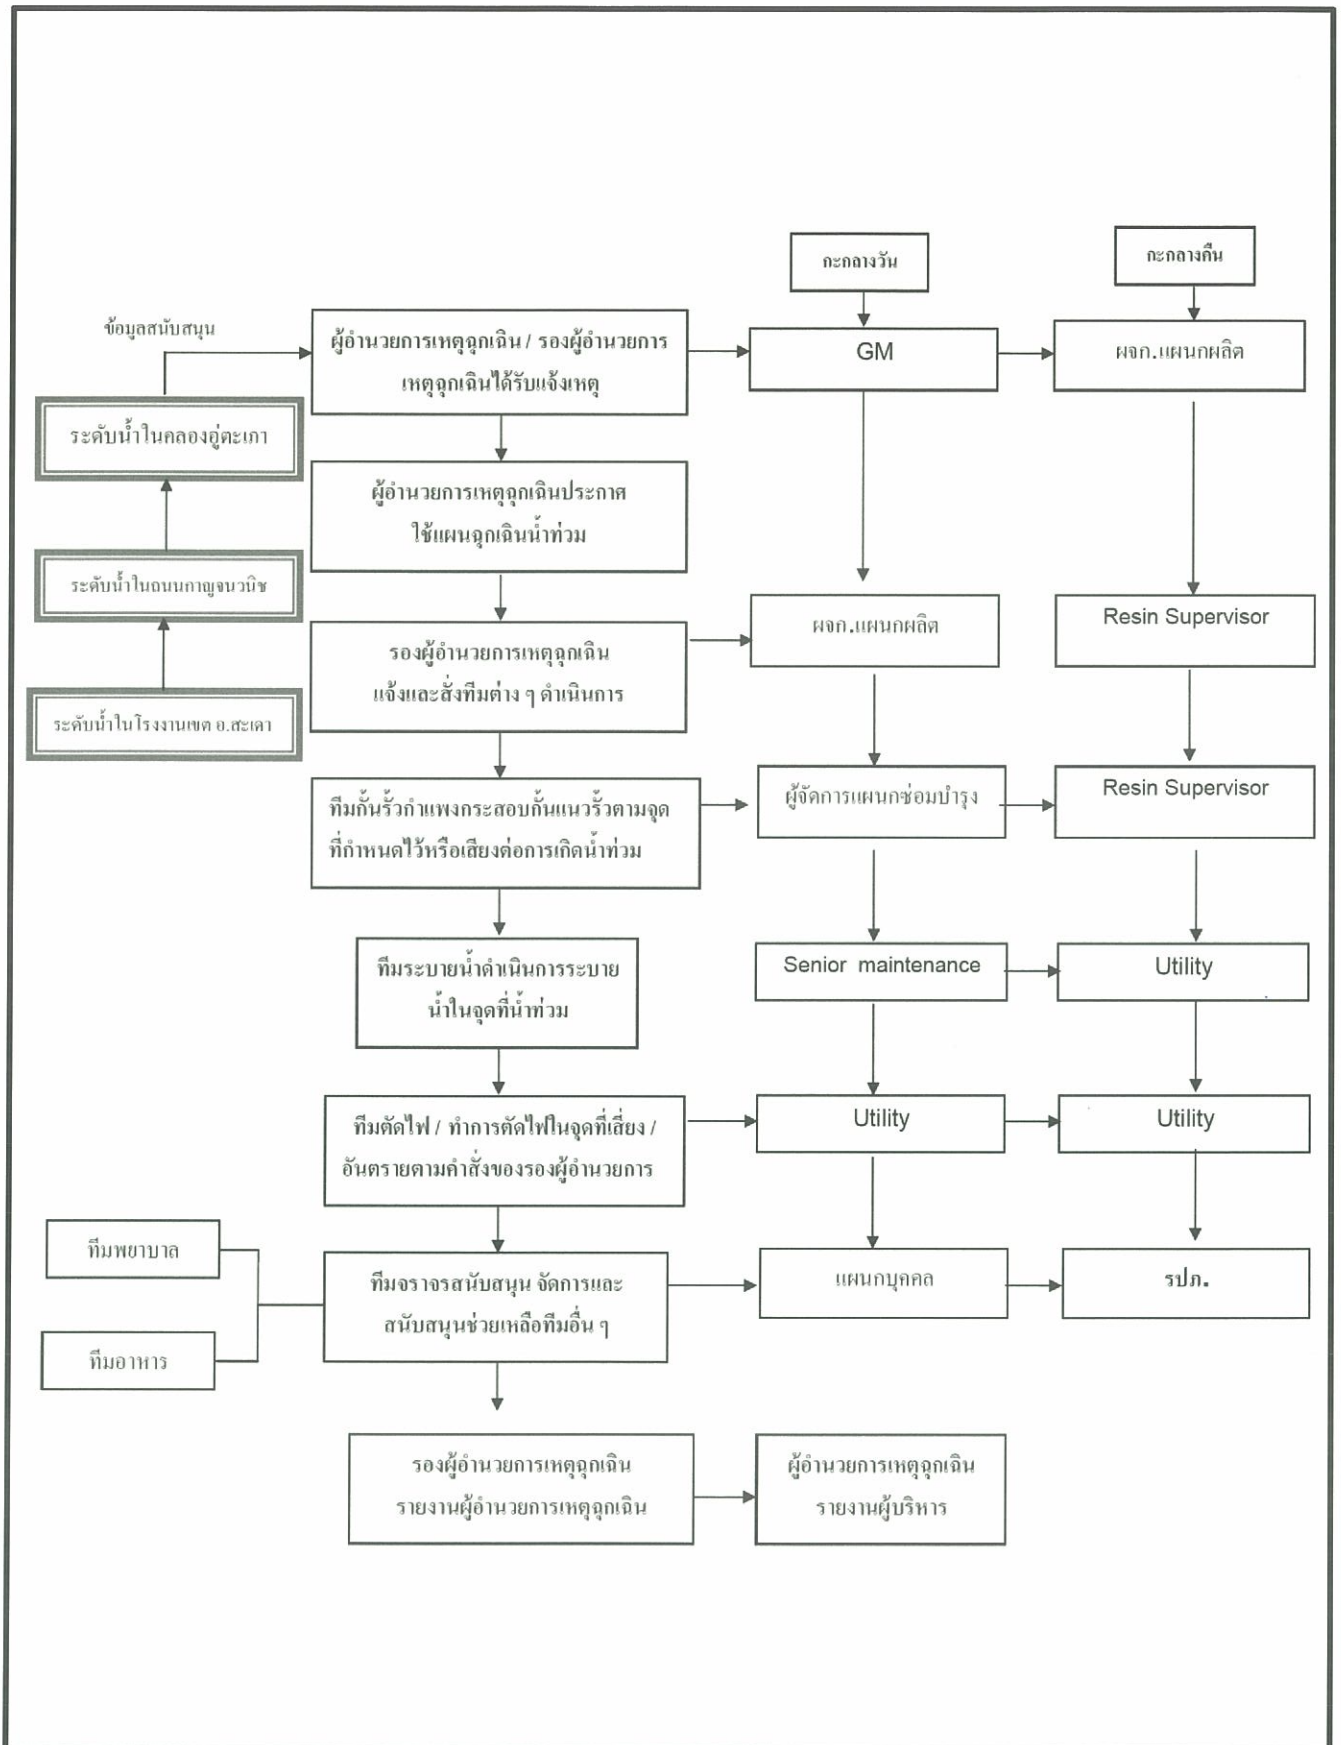 กะกลางวัน
กะกลางคืน
ข้อมูลสนับสนุน
ผู้อำนวยการเหตุฉุกเฉิน / รองผู้อำนวยการ
เหตุฉุกเฉินได้รับแจ้งเหตุ
GM
ผจก.แผนกผลิต
ระดับน้ำในคลองอู่ตะเภา
ผู้อำนวยการเหตุฉุกเฉินประกาศ
ใช้แผนฉุกเฉินน้ำท่วม
ระดับน้ำในถนนกาญจนวนิช
รองผู้อำนวยการเหตุฉุกเฉิน
แจ้งและสั่งทีมต่าง ๆ ดำเนินการ
ผจก.แผนกผลิต
Resin Supervisor
ระดับน้ำในโรงงานเขต อ.สะเดา
ทีมกั้นรั้วกำแพงกระสอบกั้นแนวรั้วตามจุด
ที่กำหนดไว้หรือเสี่ยงต่อการเกิดน้ำท่วม
ผู้จัดการแผนกซ่อมบำรุง
Resin Supervisor
ทีมระบายน้ำดำเนินการระบาย
น้ำในจุดที่น้ำท่วม
Senior maintenance
Utility
ทีมตัดไฟ / ทำการตัดไฟในจุดที่เสี่ยง /
อันตรายตามคำสั่งของรองผู้อำนวยการ
Utility
Utility
ทีมพยาบาล
ทีมอาหาร
ทีมจราจรสนับสนุน จัดการและ
สนับสนุนช่วยเหลือทีมอื่น ๆ
แผนกบุคคล
รปภ.
รองผู้อำนวยการเหตุฉุกเฉิน
รายงานผู้อำนวยการเหตุฉุกเฉิน
ผู้อำนวยการเหตุฉุกเฉิน
รายงานผู้บริหาร